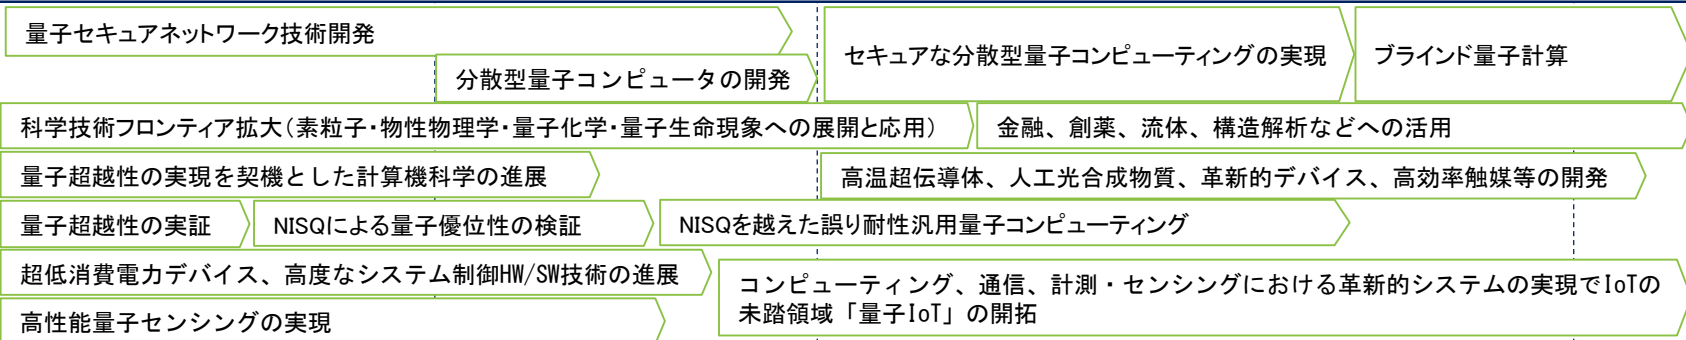 量子セキュアネットワーク技術開発
分散型量子コンピュータの開発
セキュアな分散型量子コンピューティングの実現
ブラインド量子計算
科学技術フロンティア拡大（素粒子・物性物理学・量子化学・量子生命現象への展開と応用）
金融、創薬、流体、構造解析などへの活用
量子超越性の実現を契機とした計算機科学の進展
高温超伝導体、人工光合成物質、革新的デバイス、高効率触媒等の開発
量子超越性の実証
NISQによる量子優位性の検証
NISQを越えた誤り耐性汎用量子コンピューティング
超低消費電力デバイス、高度なシステム制御HW/SW技術の進展
コンピューティング、通信、計測・センシングにおける革新的システムの実現でIoTの
未踏領域「量子IoT」の開拓
高性能量子センシングの実現